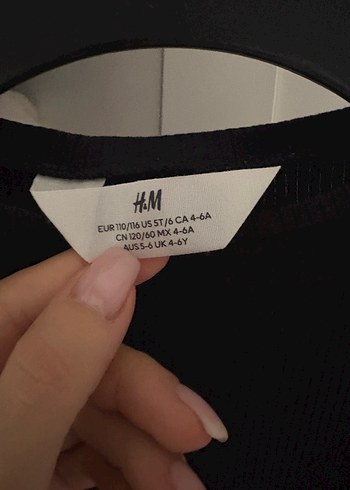 H&M
EUR 110/116 US 5T/6 CA 4-6A
CN 120/60 MX 4-6A
AUS 5-6 UK 4-6Y